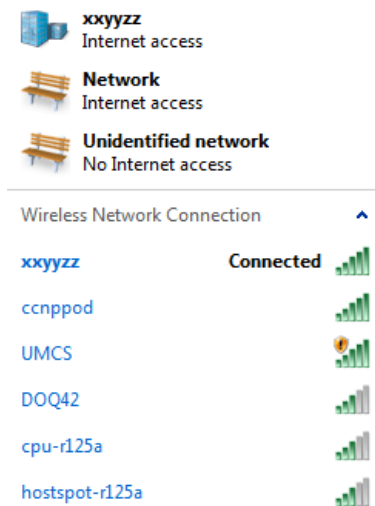 xxyyzz
Internet access
Network
Internet access
Unidentified network
No Internet access
Wireless Network Connection
xxyyzz Connected
ccnppod
UMCS
DOQ42
cpu-r125a
hostspot-r125a